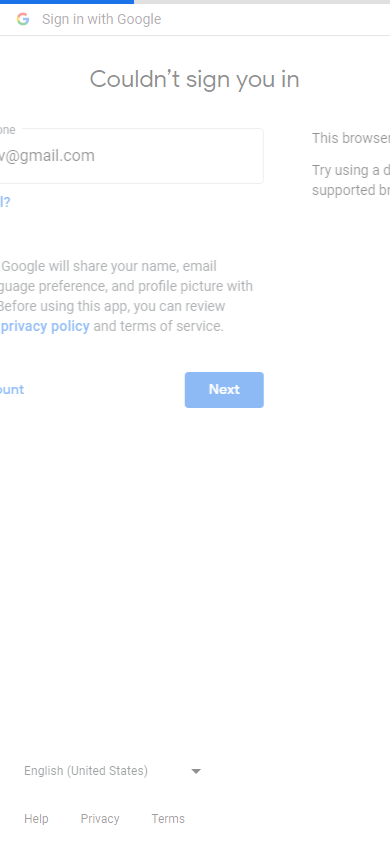 Sign in with Google
Couldn't sign you in
one
v@gmail.com
l?
Google will share your name, email
guage preference, and profile picture with
Before using this app, you can review
privacy policy and terms of service.
ount
Next
This browser
Try using a d
supported br
English (United States)
Help Privacy Terms